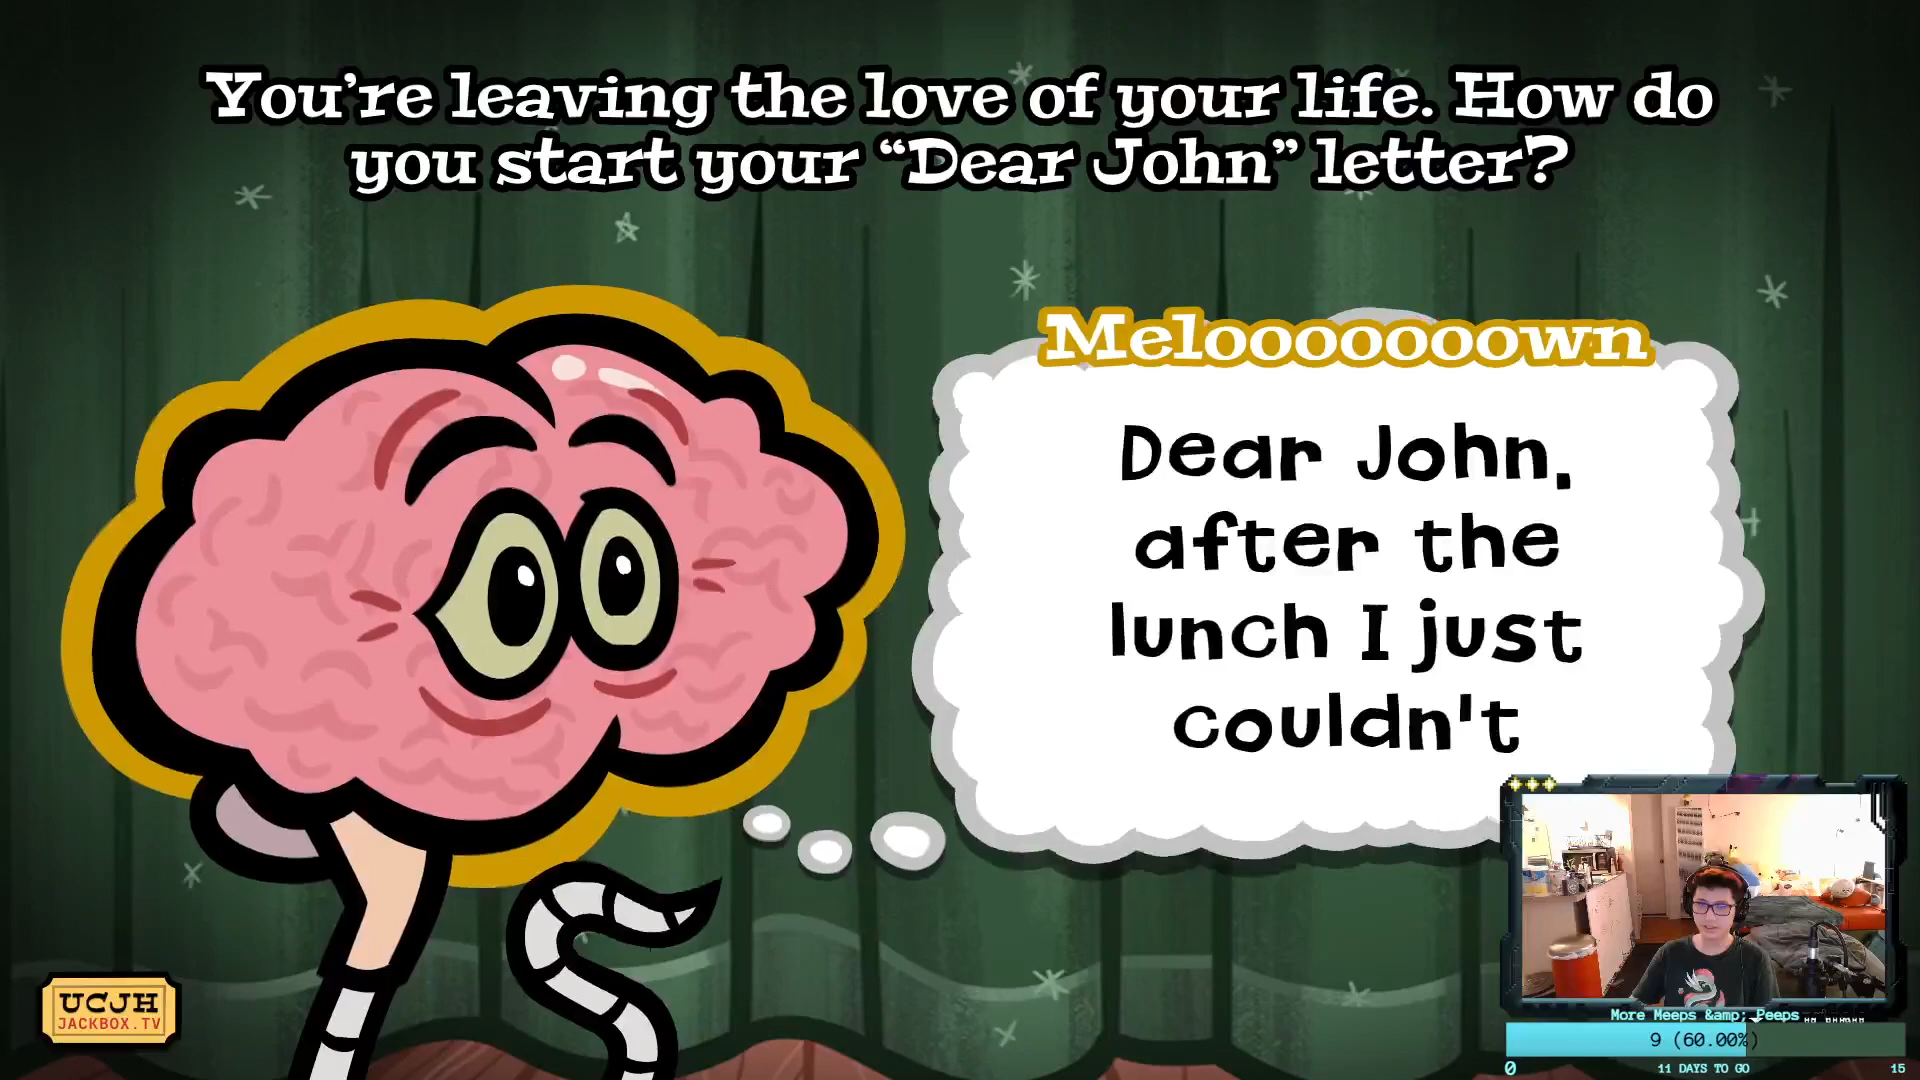 You're leaving the love of your life. How do
you start your “Dear John” letter?
Meloooooooown
Dear John,
after the
lunch I just
couldn't
UCJH
JACKBOX.TV
More Meeps &amp; Peeps
9 (60.00%)
0
11 DAYS TO GO
15